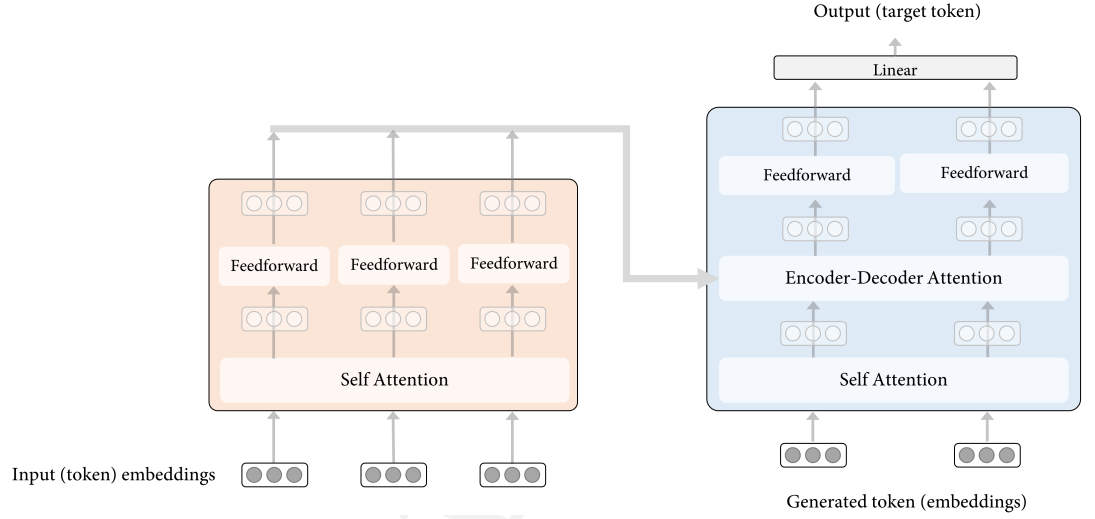 Output (target token)
Linear
Feedforward
Feedforward
Encoder-Decoder Attention
Self Attention
Generated token (embeddings)
Feedforward
Feedforward
Feedforward
Self Attention
Input (token) embeddings